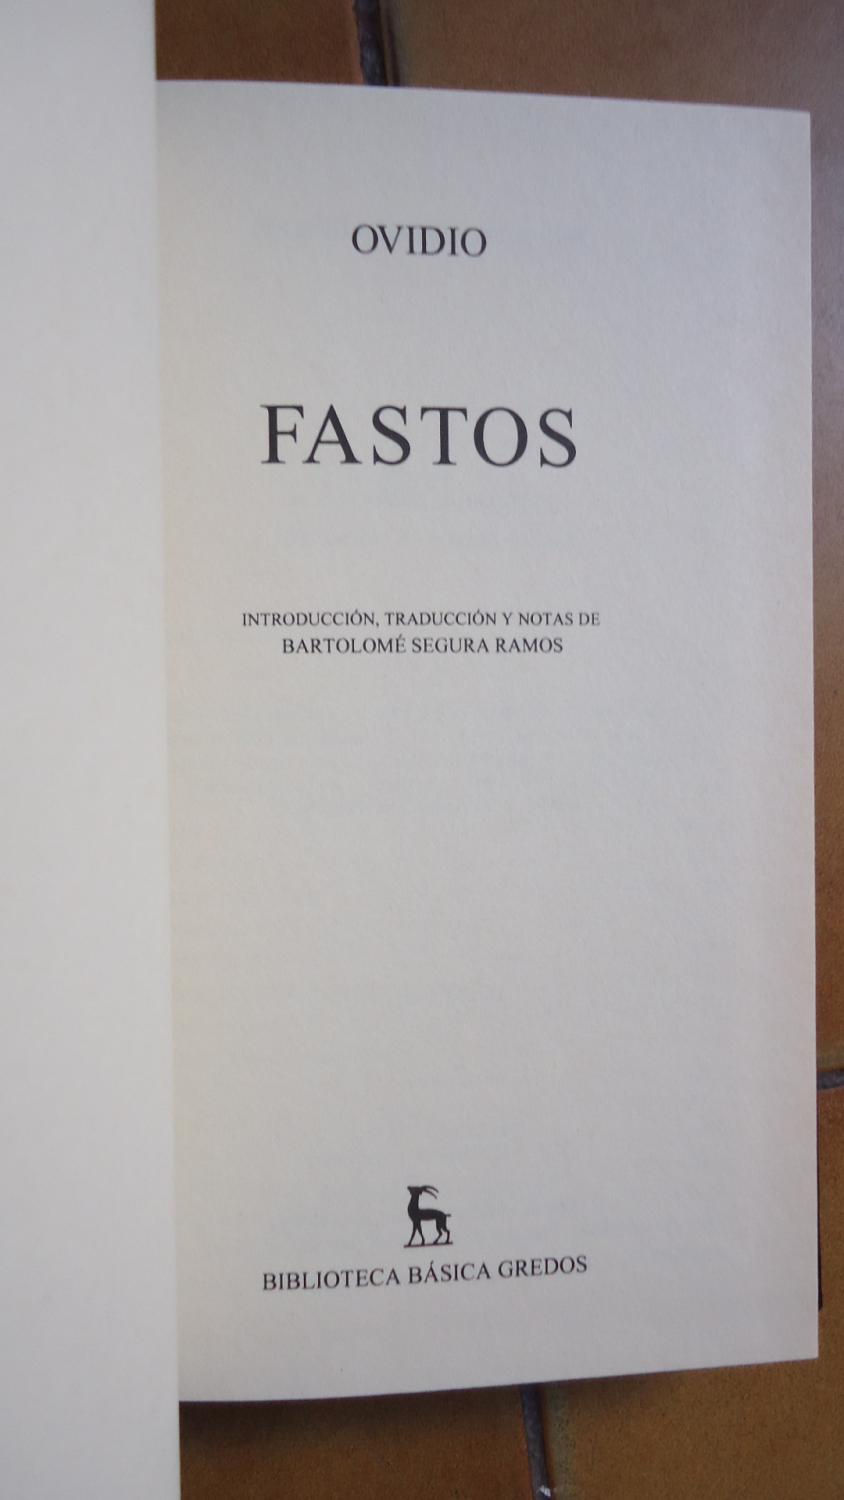 OVIDIO
FASTOS
INTRODUCCIÓN, TRADUCCIÓN Y NOTAS DE
BARTOLOMÉ SEGURA RAMOS
BIBLIOTECA BÁSICA GREDOS